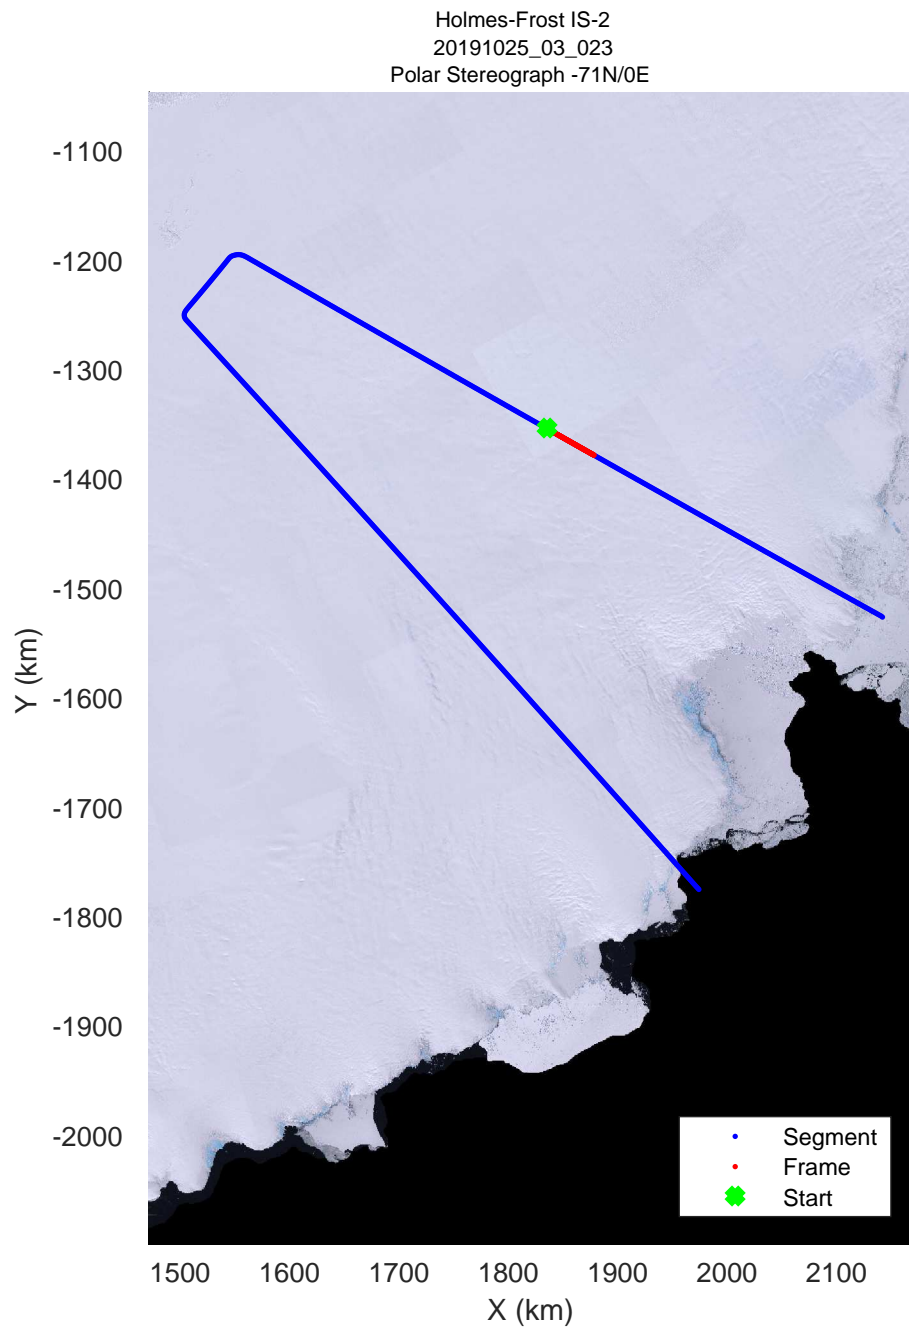 Holmes-Frost IS-2
20191025_03_023
Polar Stereograph -71N/0E
-1100
-1200
-1300
-1400
-1500
-1600
-1700
-1800
-1900
-2000
Y (km)
Segment
Frame
Start
1500 1600 1700 1800 1900 2000 2100
X (km)